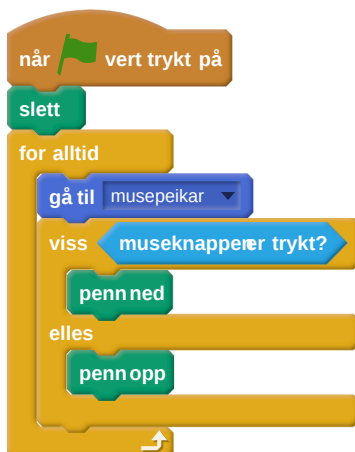 når vert trykt på
slett
for alltid
gå til musepeikar
viss museknappen er trykt?
penn ned
elles
penn opp